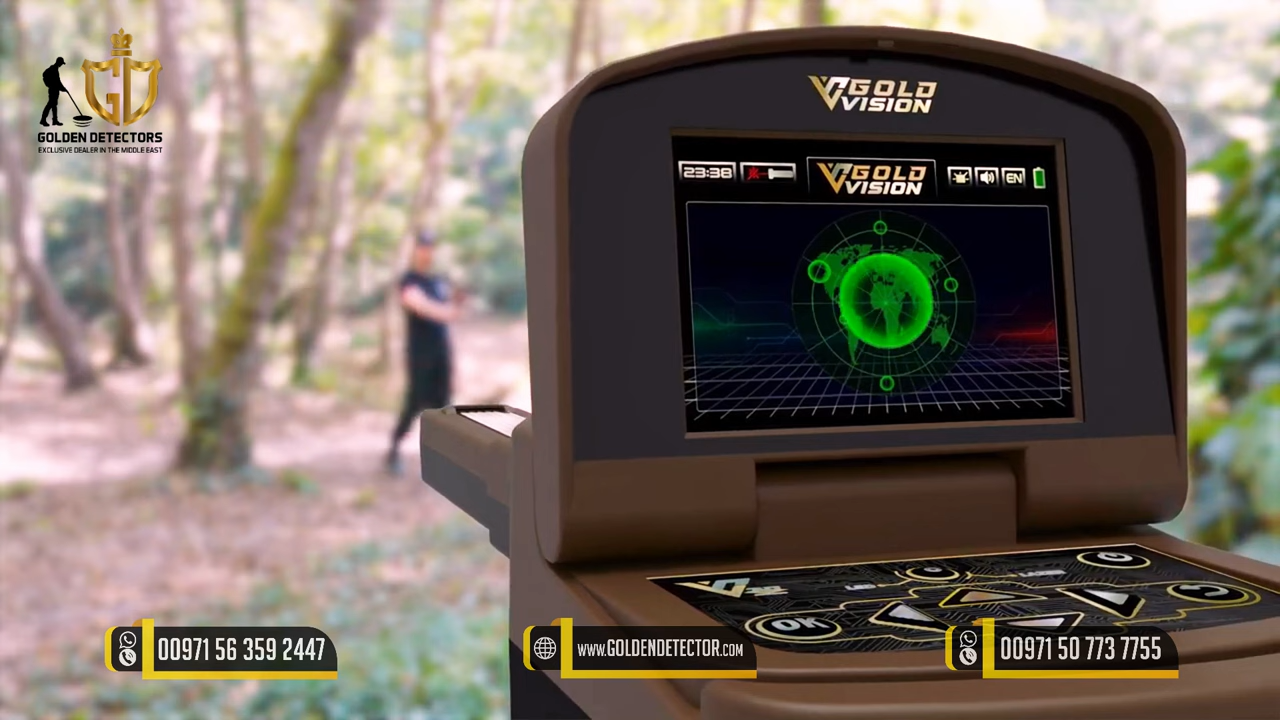 GD
GOLDEN DETECTORS
EXCLUSIVE DEALER IN THE MIDDLE EAST
GOLD
VISION
23:38
GOLD
VISION
EN
OK
00971 56 359 2447
www.GOLDENDETECTOR.com
00971 50 773 7755